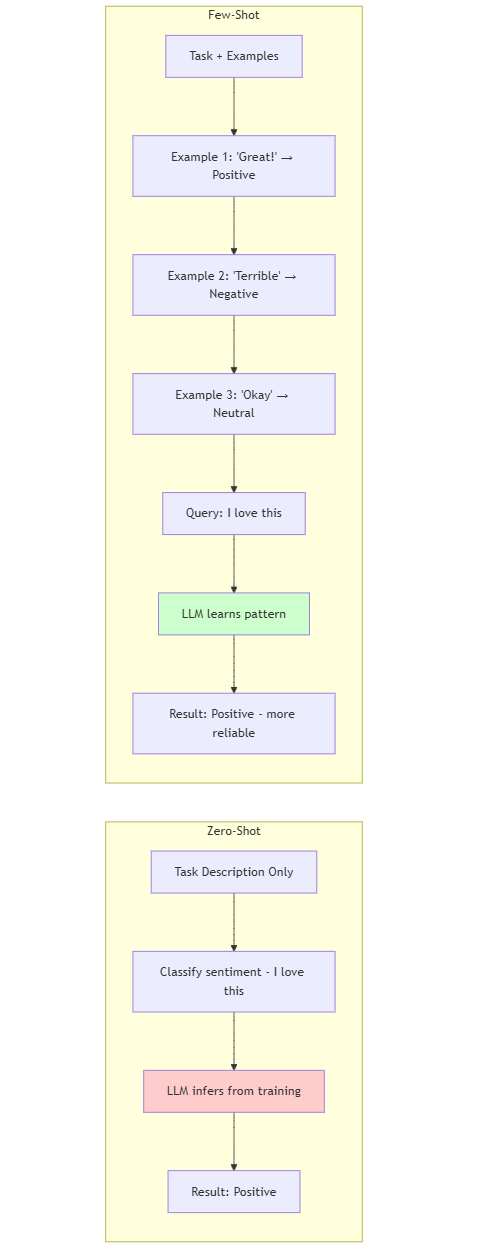 Few-Shot
Task + Examples
Example 1: 'Great!' →
Positive
Example 2: 'Terrible' →
Negative
Example 3: 'Okay' →
Neutral
Query: I love this
LLM learns pattern
Result: Positive - more
reliable
Zero-Shot
Task Description Only
Classify sentiment - I love
this
LLM infers from training
Result: Positive